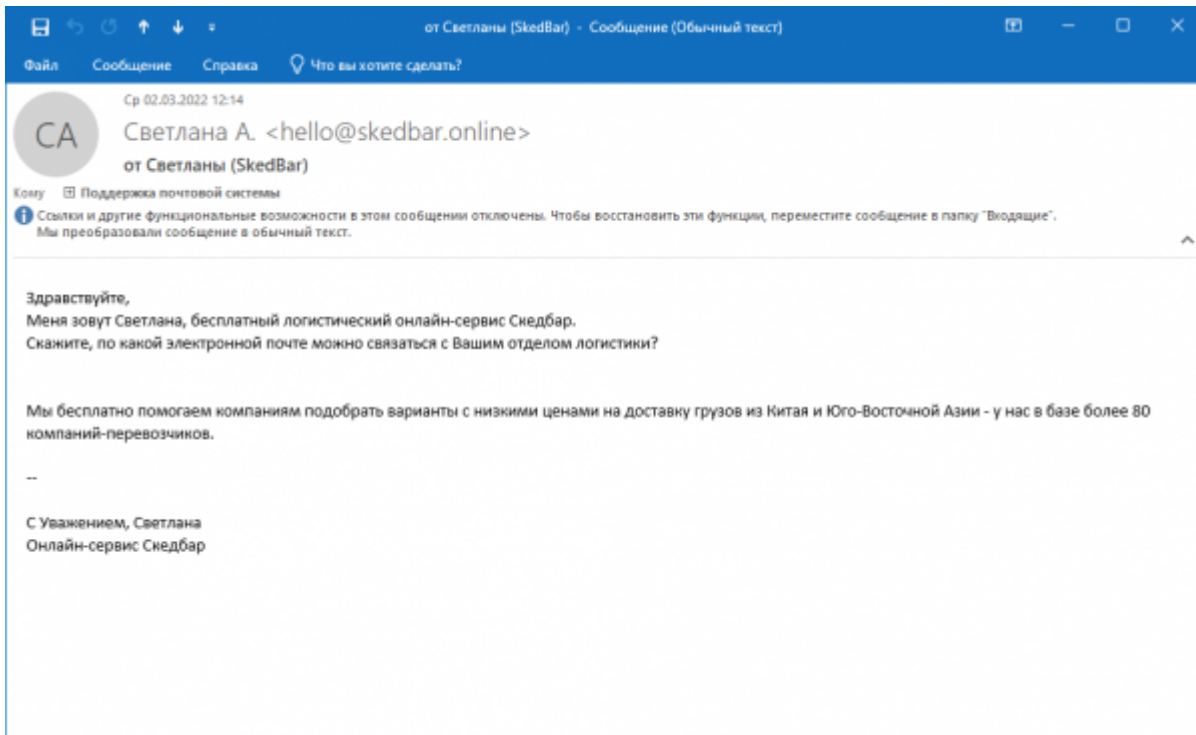 от Светланы (SkedBar) - Сообщение (Обычный текст)
Файл Сообщение Справка Что вы хотите сделать?
Ср 02.03.2022 12:14
СА
Светлана А. <hello@skedbar.online>
от Светланы (SkedBar)
Кому Поддержка почтовой системы
Ссылки и другие функциональные возможности в этом сообщении отключены. Чтобы восстановить эти функции, переместите сообщение в папку "Входящие".
Мы преобразовали сообщение в обычный текст.
Здравствуйте,
Меня зовут Светлана, бесплатный логистический онлайн-сервис Скедбар.
Скажите, по какой электронной почте можно связаться с Вашим отделом логистики?
Мы бесплатно помогаем компаниям подобрать варианты с низкими ценами на доставку грузов из Китая и Юго-Восточной Азии - у нас в базе более 80
компаний-перевозчиков.
--
С Уважением, Светлана
Онлайн-сервис Скедбар